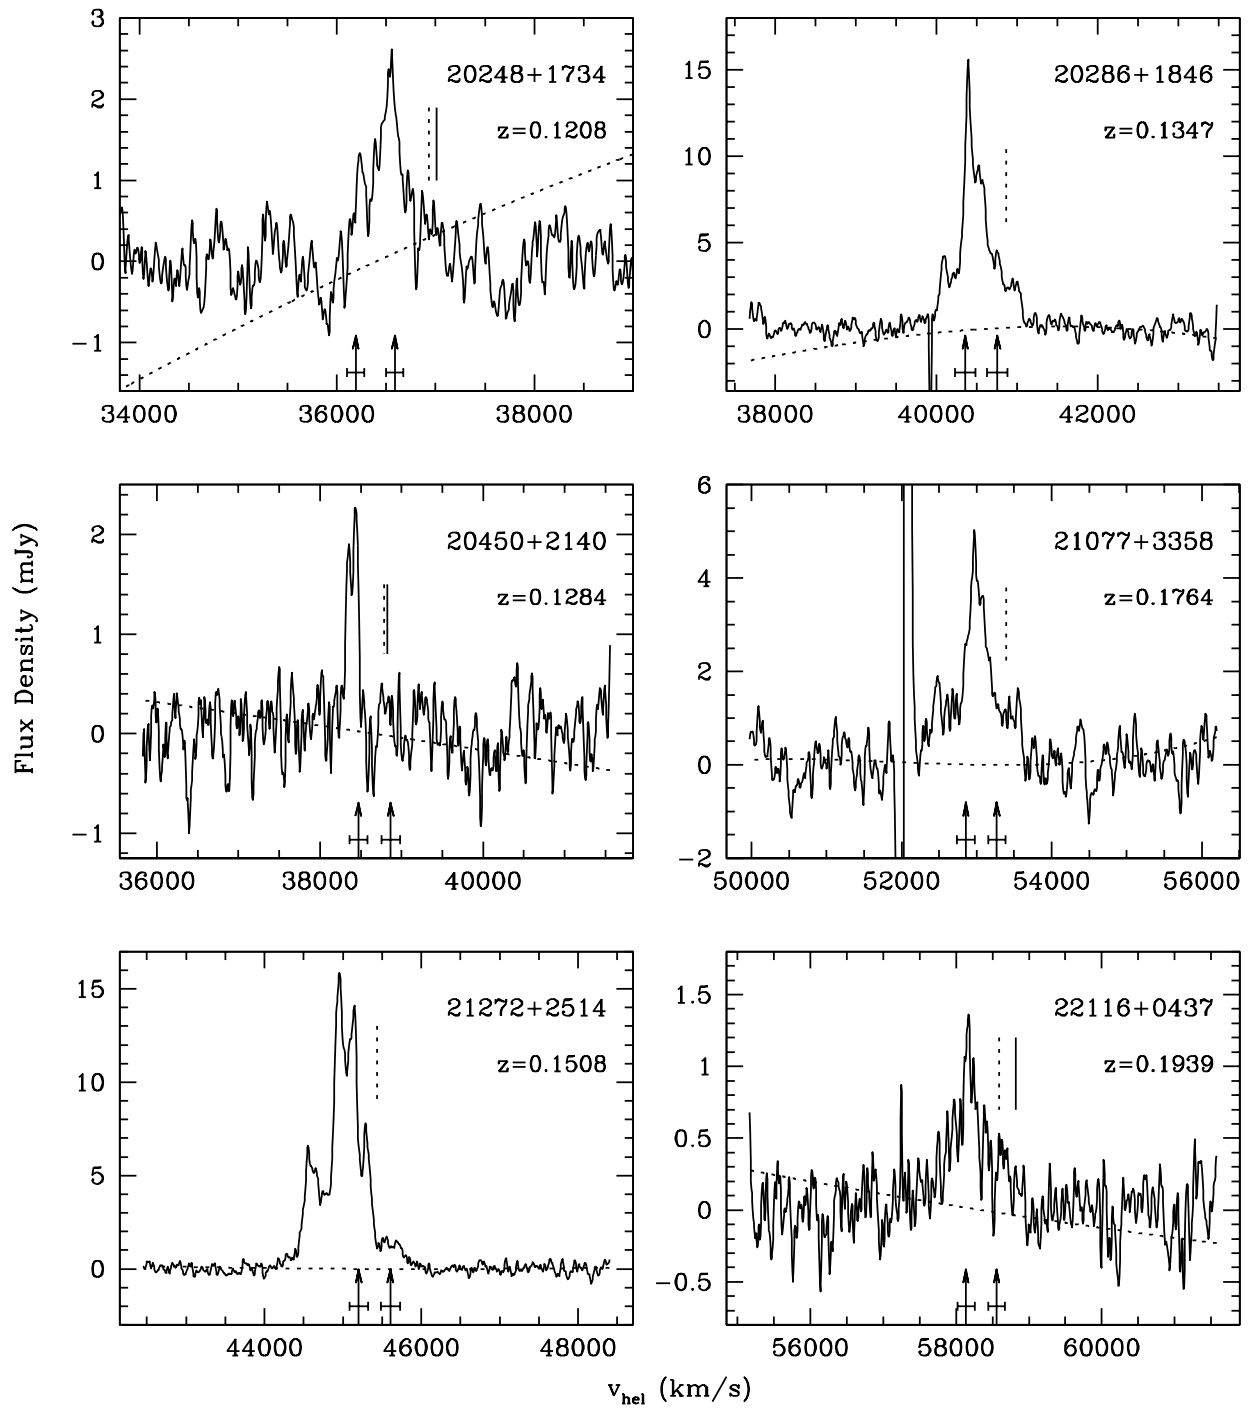 3
2
1
0
−1
20248+1734
z=0.1208
34000 36000 38000
15
10
5
0
20286+1846
z=0.1347
38000 40000 42000
Flux Density (mJy)
2
1
0
−1
20450+2140
z=0.1284
36000 38000 40000
6
4
2
0
−2
21077+3358
z=0.1764
50000 52000 54000 56000
15
10
5
0
21272+2514
z=0.1508
44000 46000 48000
1.5
1
0.5
0
−0.5
22116+0437
z=0.1939
56000 58000 60000
v_hel (km/s)